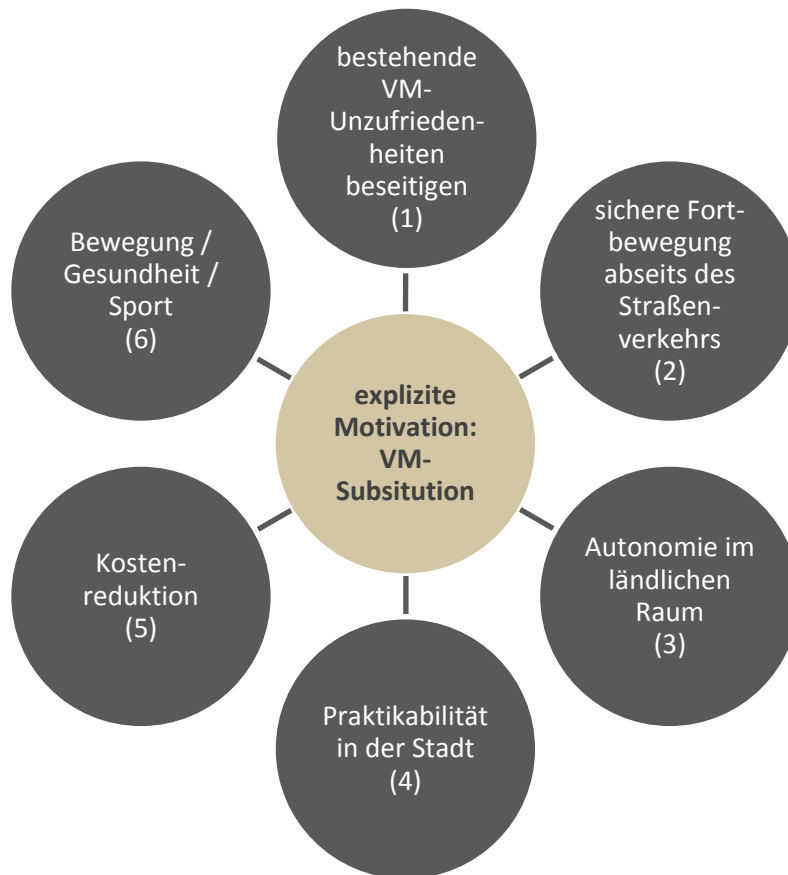 bestehende
VM-
Unzufrieden-
heiten
beseitigen
(1)
sichere Fort-
bewegung
abseits des
Straßen-
verkehrs
(2)
Autonomie im
ländlichen
Raum
(3)
Praktikabilität
in der Stadt
(4)
Kosten-
reduktion
(5)
Bewegung /
Gesundheit /
Sport
(6)
explizite
Motivation:
VM-
Subsitution